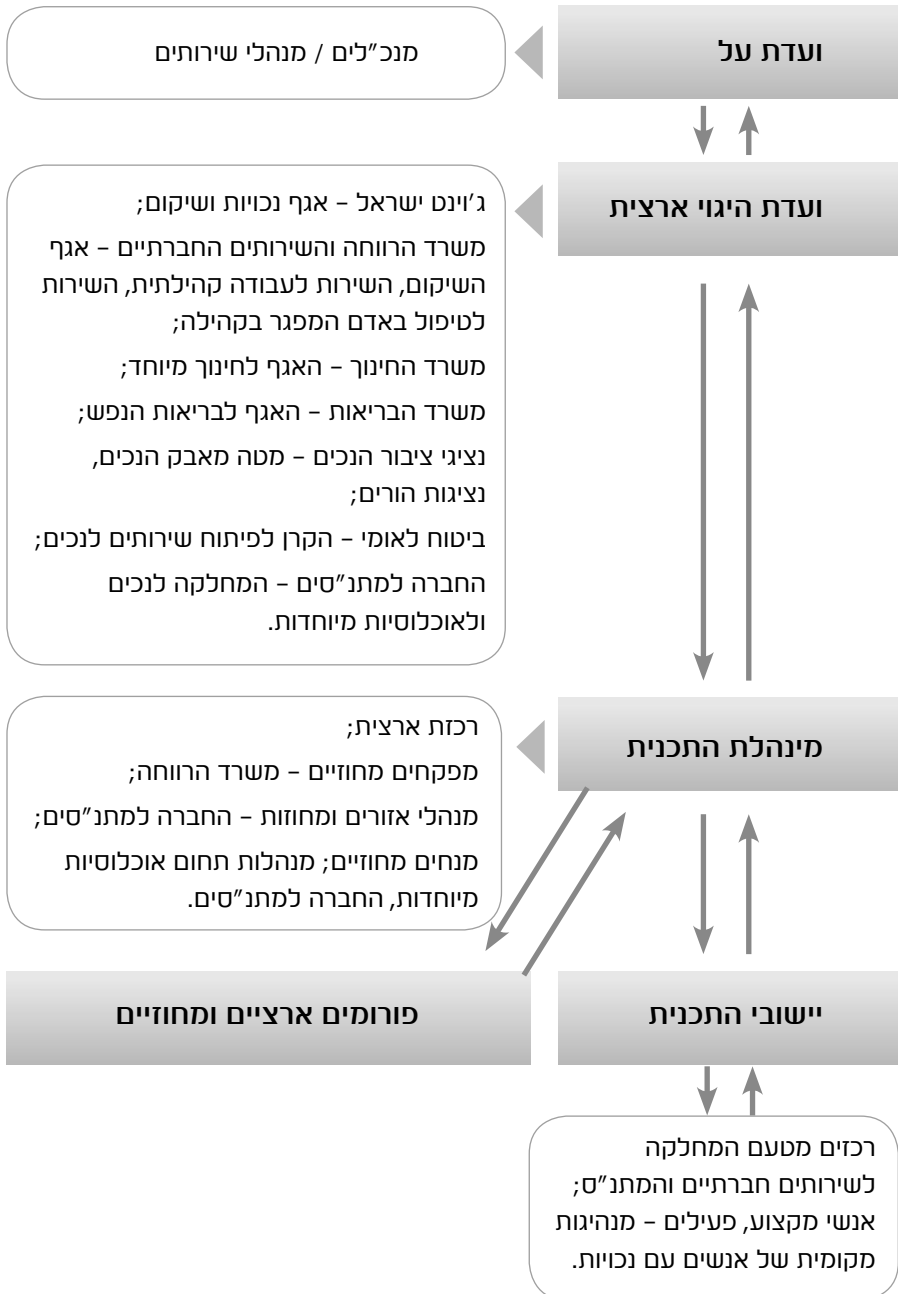 ועדת על
מנכ"לים / מנהלי שירותים
ועדת היגוי ארצית
ג'וינט ישראל – אגף נכויות ושיקום;
משרד הרווחה והשירותים החברתיים – אגף
השיקום, השירות לעבודה קהילתית, השירות
לטיפול באדם המפגר בקהילה;
משרד החינוך – האגף לחינוך מיוחד;
משרד הבריאות – האגף לבריאות הנפש;
נציגי ציבור הנכים – מטה מאבק הנכים,
נציגות הורים;
ביטוח לאומי – הקרן לפיתוח שירותים לנכים;
החברה למתנ"סים – המחלקה לנכים
ולאוכלוסיות מיוחדות.
מינהלת התכנית
רכזת ארצית;
מפקחים מחוזיים – משרד הרווחה;
מנהלי אזורים ומחוזות – החברה למתנ"סים;
מנחים מחוזיים; מנהלות תחום אוכלוסיות
מיוחדות, החברה למתנ"סים.
יישובי התכנית
פורומים ארציים ומחוזיים
רכזים מטעם המחלקה
לשירותים חברתיים והמתנ"ס;
אנשי מקצוע, פעילים – מנהיגות
מקומית של אנשים עם נכויות.